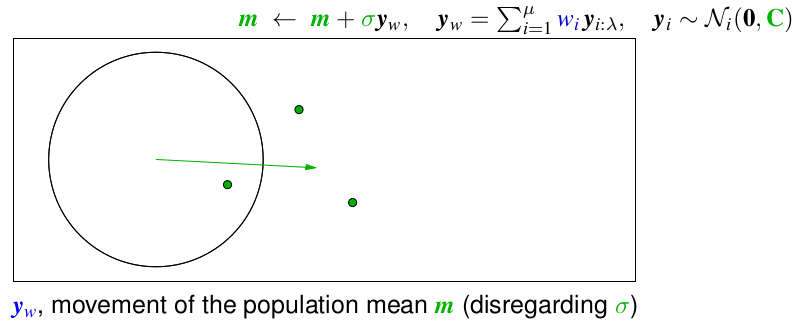 m ← m + σy_w, y_w = ∑_{i=1}^{μ} w_i y_{i:λ}, y_i ∼ 𝒩_i(0, C)
y_w, movement of the population mean m (disregarding σ)